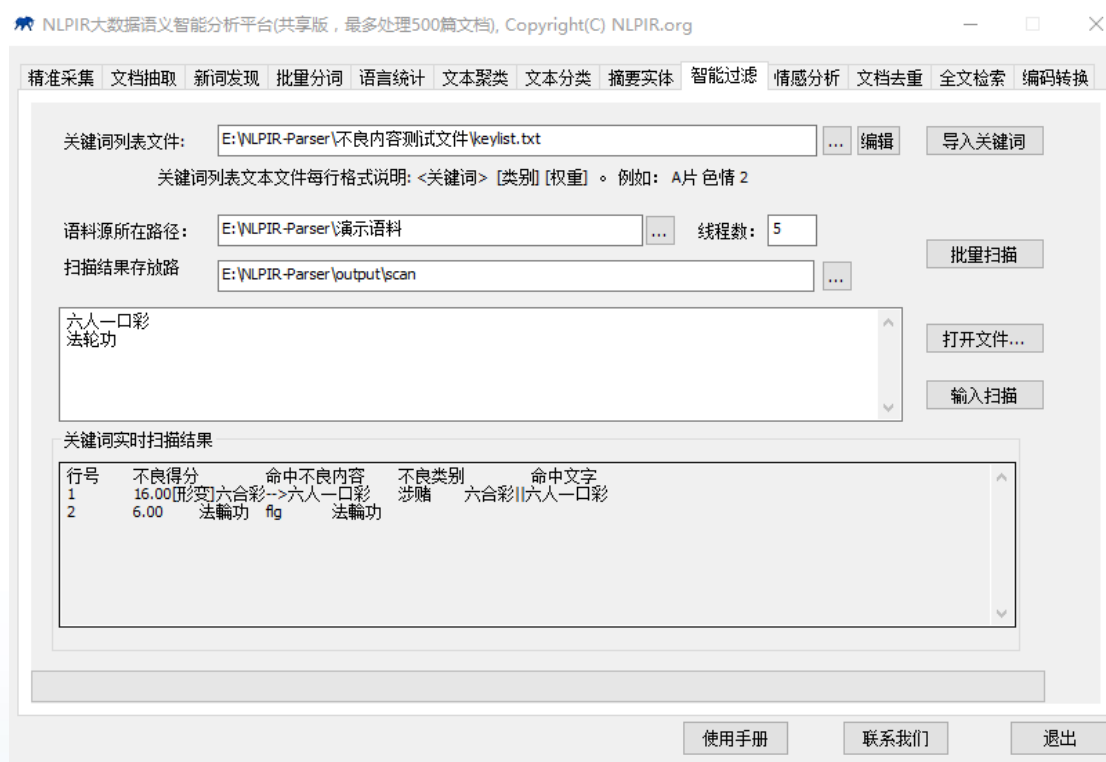 NLPIR大数据语义智能分析平台(共享版，最多处理500篇文档), Copyright(C) NLPIR.org
精准采集 文档抽取 新词发现 批量分词 语言统计 文本聚类 文本分类 摘要实体 智能过滤 情感分析 文档去重 全文检索 编码转换
关键词列表文件: E:\NLPIR-Parser\不良内容测试文件\keylist.txt ... 编辑 导入关键词
关键词列表文本文件每行格式说明: <关键词> [类别] [权重] 。例如： A片 色情 2
语料源所在路径： E:\NLPIR-Parser\演示语料 ... 线程数： 5
批量扫描
扫描结果存放路 E:\NLPIR-Parser\output\scan ...
六人一口彩
法轮功
打开文件...
输入扫描
关键词实时扫描结果
行号 不良得分 命中不良内容 不良类别 命中文字
1 16.00[形变]六合彩-->六人一口彩 涉赌 六合彩||六人一口彩
2 6.00 法輪功 flg 法輪功
使用手册 联系我们 退出